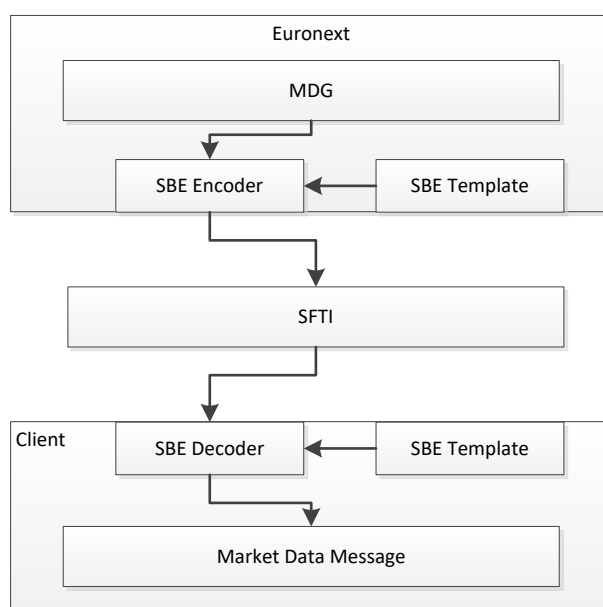 Euronext
MDG
SBE Encoder
SBE Template
SFTI
Client
SBE Decoder
SBE Template
Market Data Message